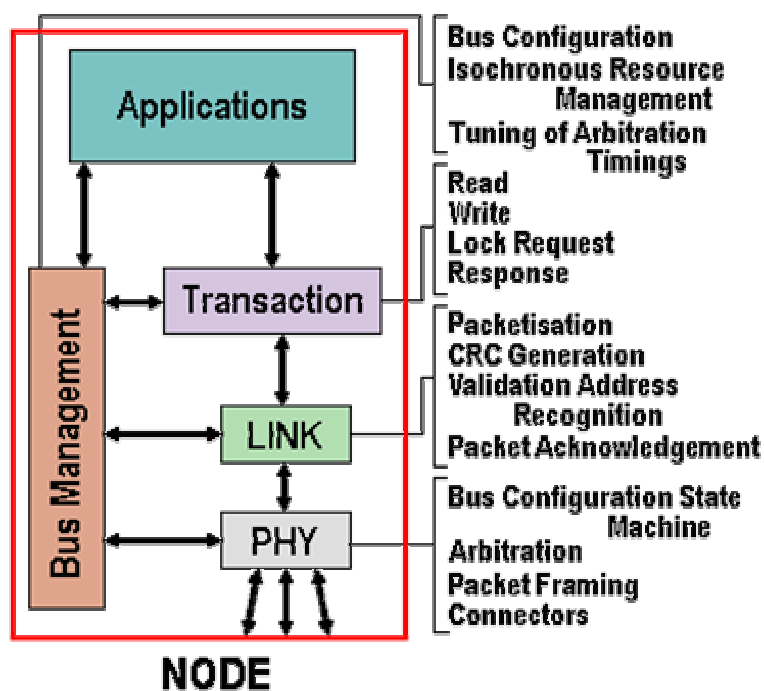 Applications
Transaction
LINK
PHY
Bus Management
NODE
Bus Configuration
Isochronous Resource
Management
Tuning of Arbitration
Timings
Read
Write
Lock Request
Response
Packetisation
CRC Generation
Validation Address
Recognition
Packet Acknowledgement
Bus Configuration State
Machine
Arbitration
Packet Framing
Connectors